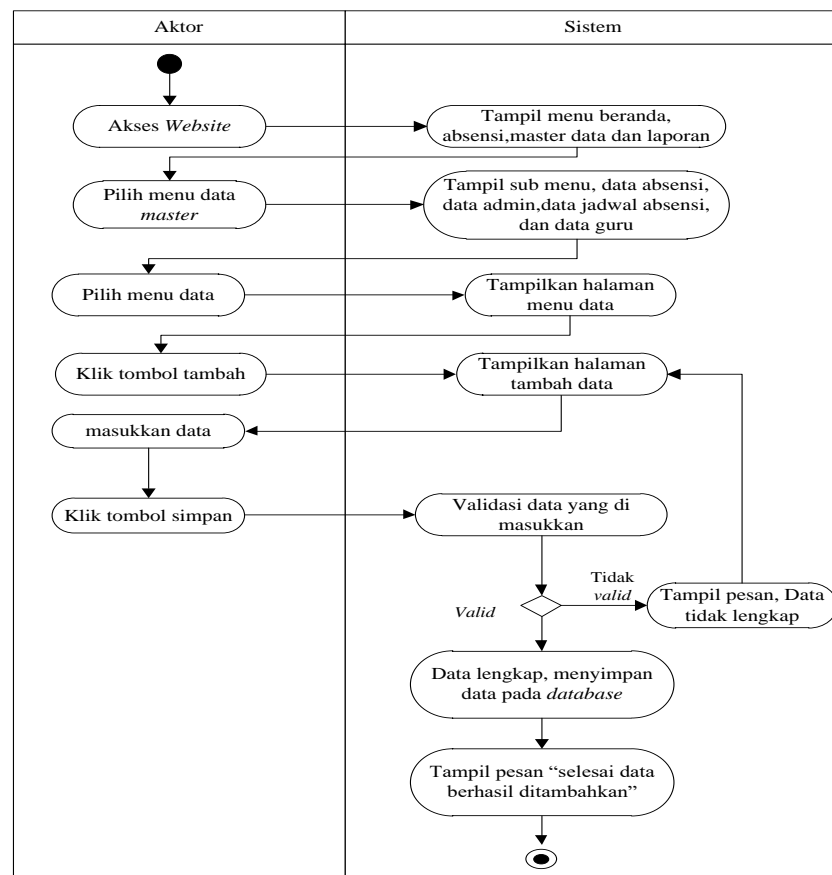 Aktor
Sistem
Akses Website
Tampil menu beranda,
absensi,master data dan laporan
Pilih menu data
master
Tampil sub menu, data absensi,
data admin,data jadwal absensi,
dan data guru
Pilih menu data
Tampilkan halaman
menu data
Klik tombol tambah
Tampilkan halaman
tambah data
masukkan data
Klik tombol simpan
Validasi data yang di
masukkan
Tidak
valid
Valid
Tampil pesan, Data
tidak lengkap
Data lengkap, menyimpan
data pada database
Tampil pesan “selesai data
berhasil ditambahkan”